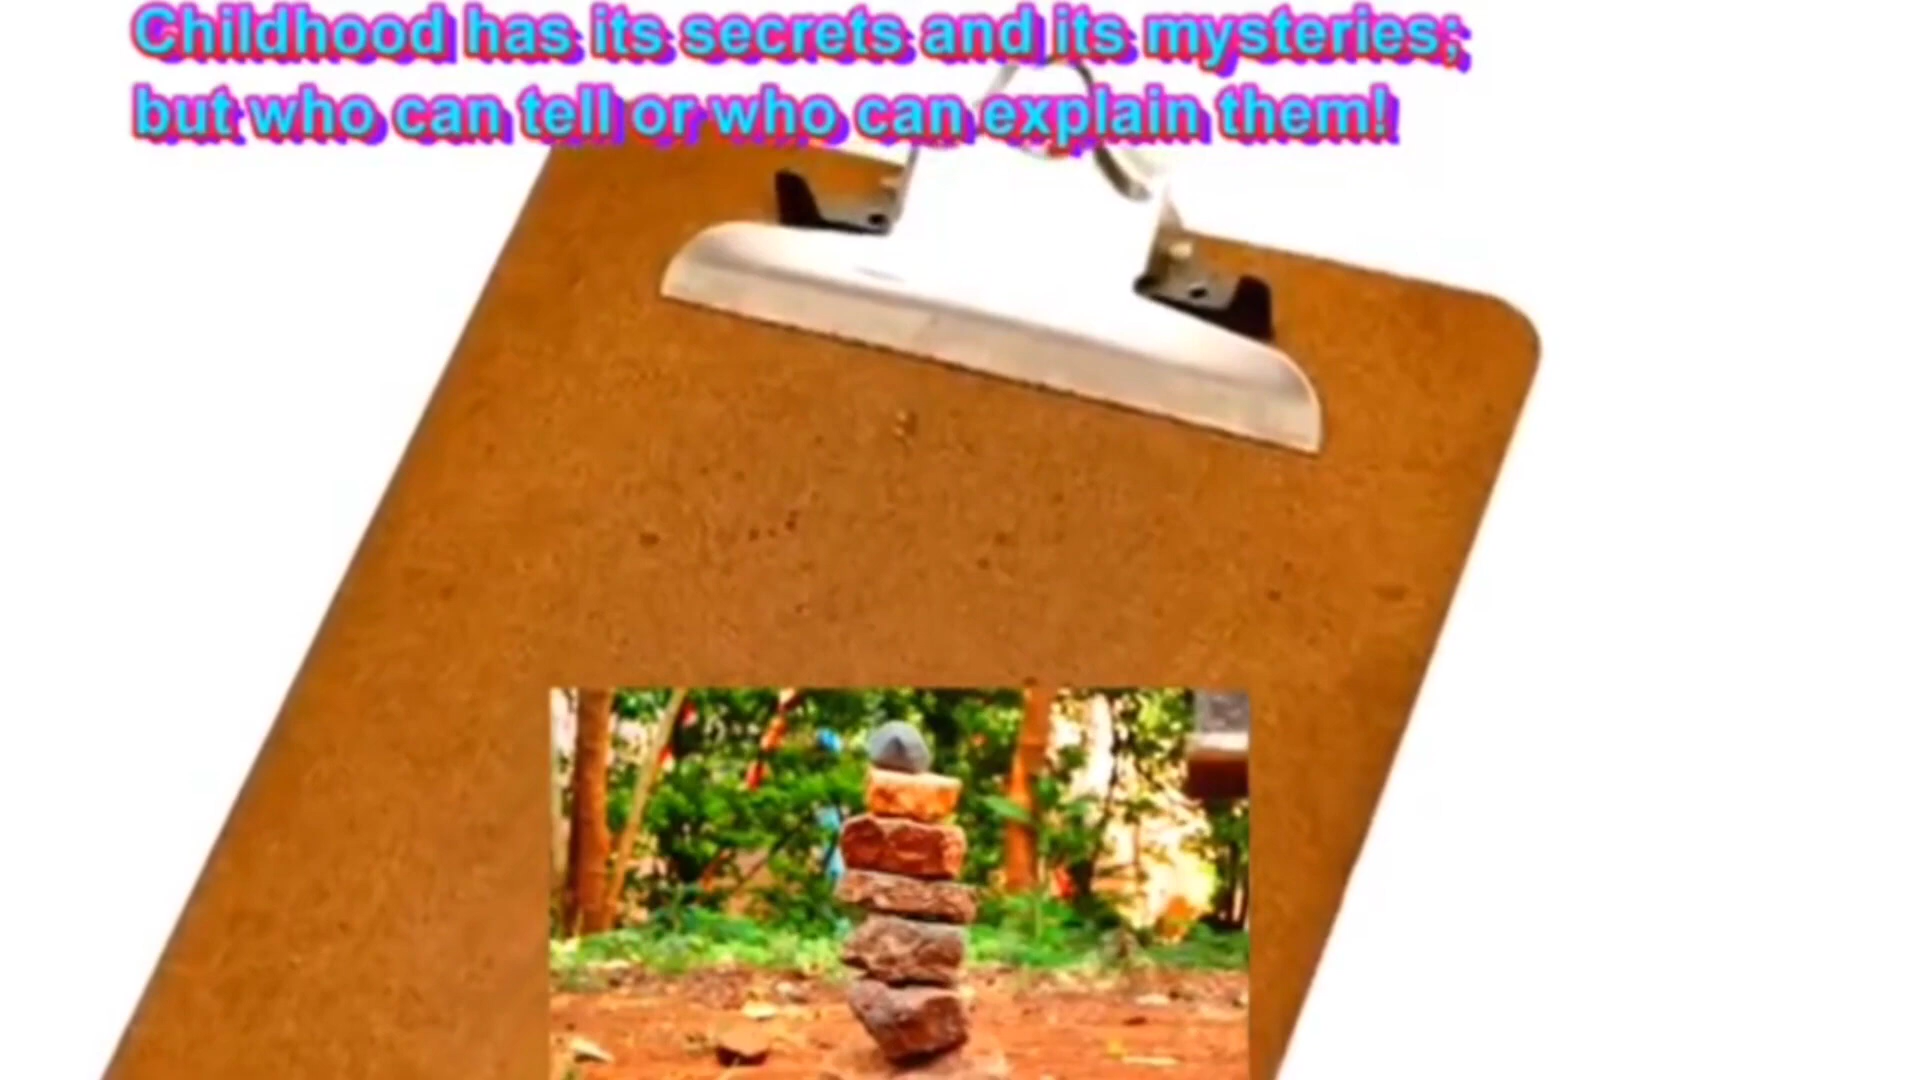 Childhood has its secrets and its mysteries;
but who can tell or who can explain them!